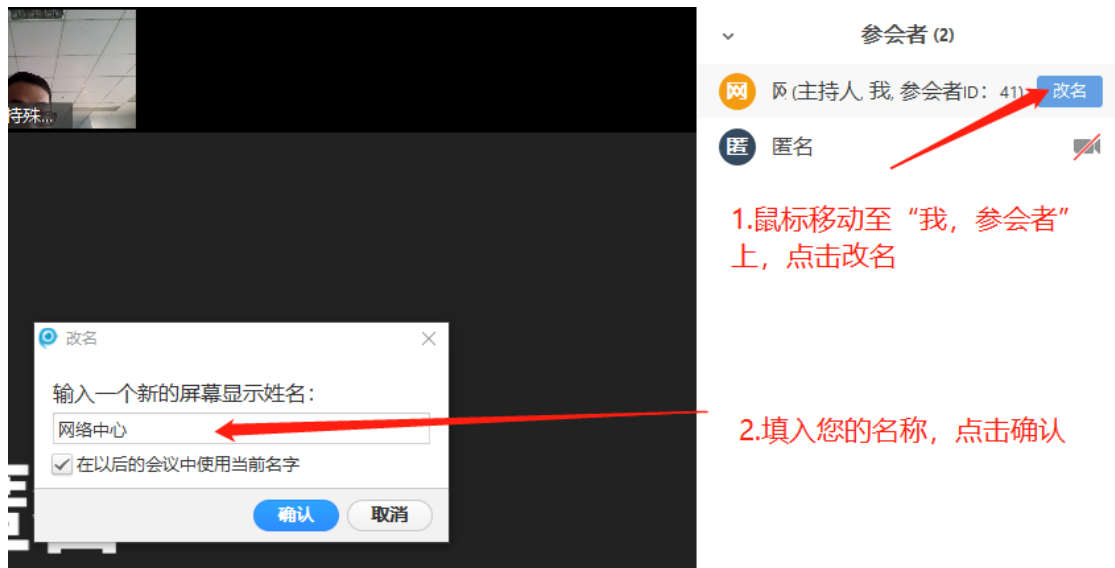 持殊...
参会者 (2)
网
网 (主持人, 我, 参会者ID: 41)
改名
匿
匿名
1.鼠标移动至“我，参会者”
上，点击改名
改名
输入一个新的屏幕显示姓名：
网络中心
在以后的会议中使用当前名字
确认
取消
2.填入您的名称，点击确认